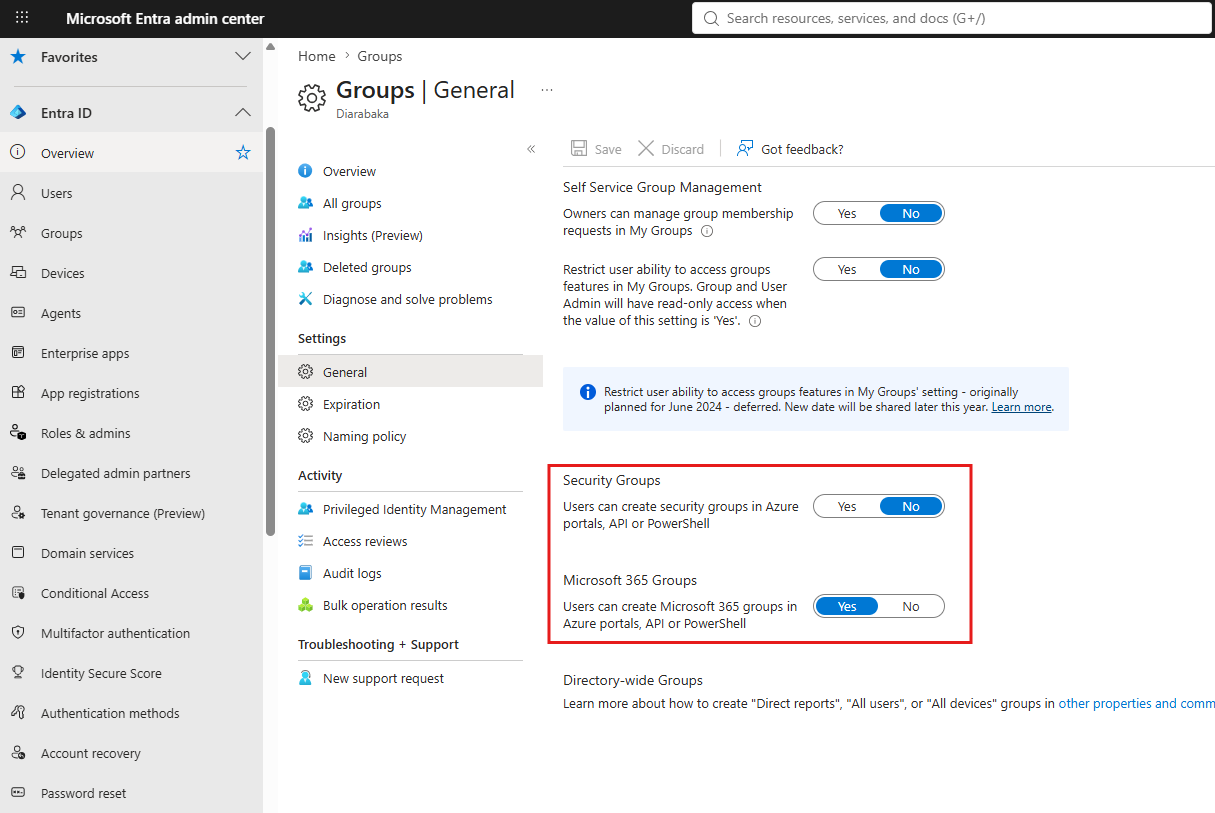 Microsoft Entra admin center
Search resources, services, and docs (G+/)
Favorites
Entra ID
Overview
Users
Groups
Devices
Agents
Enterprise apps
App registrations
Roles & admins
Delegated admin partners
Tenant governance (Preview)
Domain services
Conditional Access
Multifactor authentication
Identity Secure Score
Authentication methods
Account recovery
Password reset
Home > Groups
Groups | General ...
Diarabaka
«
Overview
All groups
Insights (Preview)
Deleted groups
Diagnose and solve problems
Settings
General
Expiration
Naming policy
Activity
Privileged Identity Management
Access reviews
Audit logs
Bulk operation results
Troubleshooting + Support
New support request
Save Discard Got feedback?
Self Service Group Management
Owners can manage group membership
requests in My Groups
Yes No
Restrict user ability to access groups
features in My Groups. Group and User
Admin will have read-only access when
the value of this setting is 'Yes'.
Yes No
Restrict user ability to access groups features in My Groups' setting - originally
planned for June 2024 - deferred. New date will be shared later this year. Learn more.
Security Groups
Users can create security groups in Azure
portals, API or PowerShell
Yes No
Microsoft 365 Groups
Users can create Microsoft 365 groups in
Azure portals, API or PowerShell
Yes No
Directory-wide Groups
Learn more about how to create "Direct reports", "All users", or "All devices" groups in other properties and comm